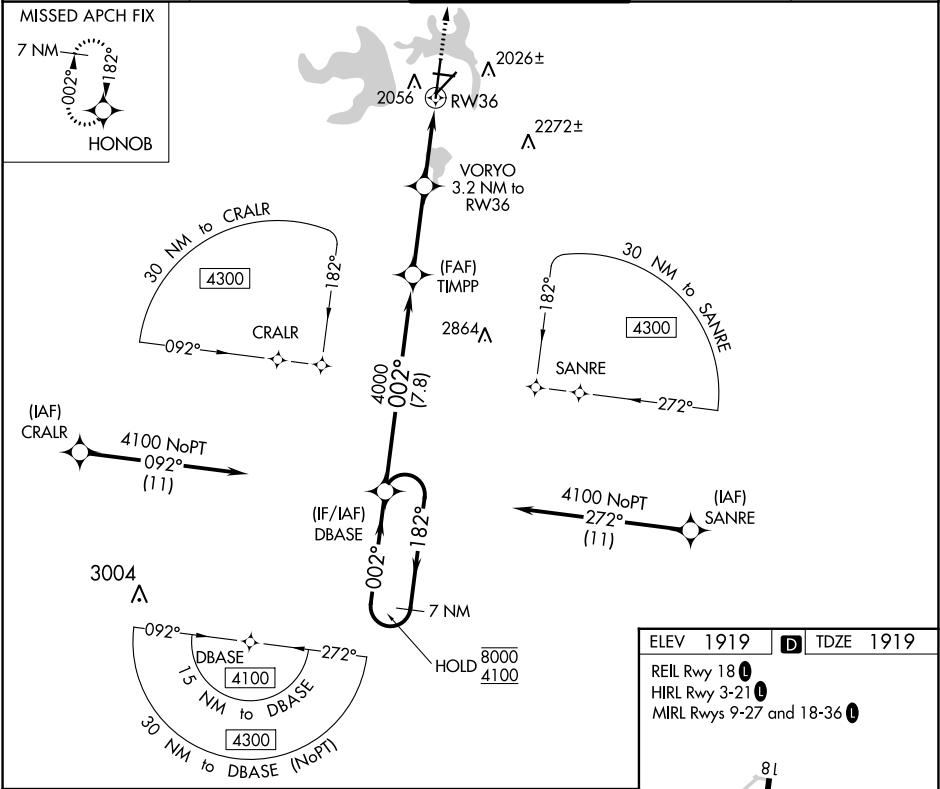 MISSED APCH FIX
7 NM
002°
182°
HONOB
2026±
2056
RW36
2272±
VORYO
3.2 NM to
RW36
30 NM to CRALR
4300
182°
CRALR
092°
(FAF)
TIMPP
2864
30 NM to SANRE
4300
182°
SANRE
272°
4000
002°
(7.8)
(IAF)
CRALR
4100 NoPT
092°
(11)
(IF/IAF)
DBASE
002°
182°
7 NM
HOLD
8000
4100
4100 NoPT
272°
(11)
(IAF)
SANRE
3004
092°
272°
DBASE
4100
15 NM to DBASE
4300
30 NM to DBASE (NoPT)
ELEV 1919 D TDZE 1919
REIL Rwy 18 L
HIRL Rwy 3-21 L
MIRL Rwys 9-27 and 18-36 L
18